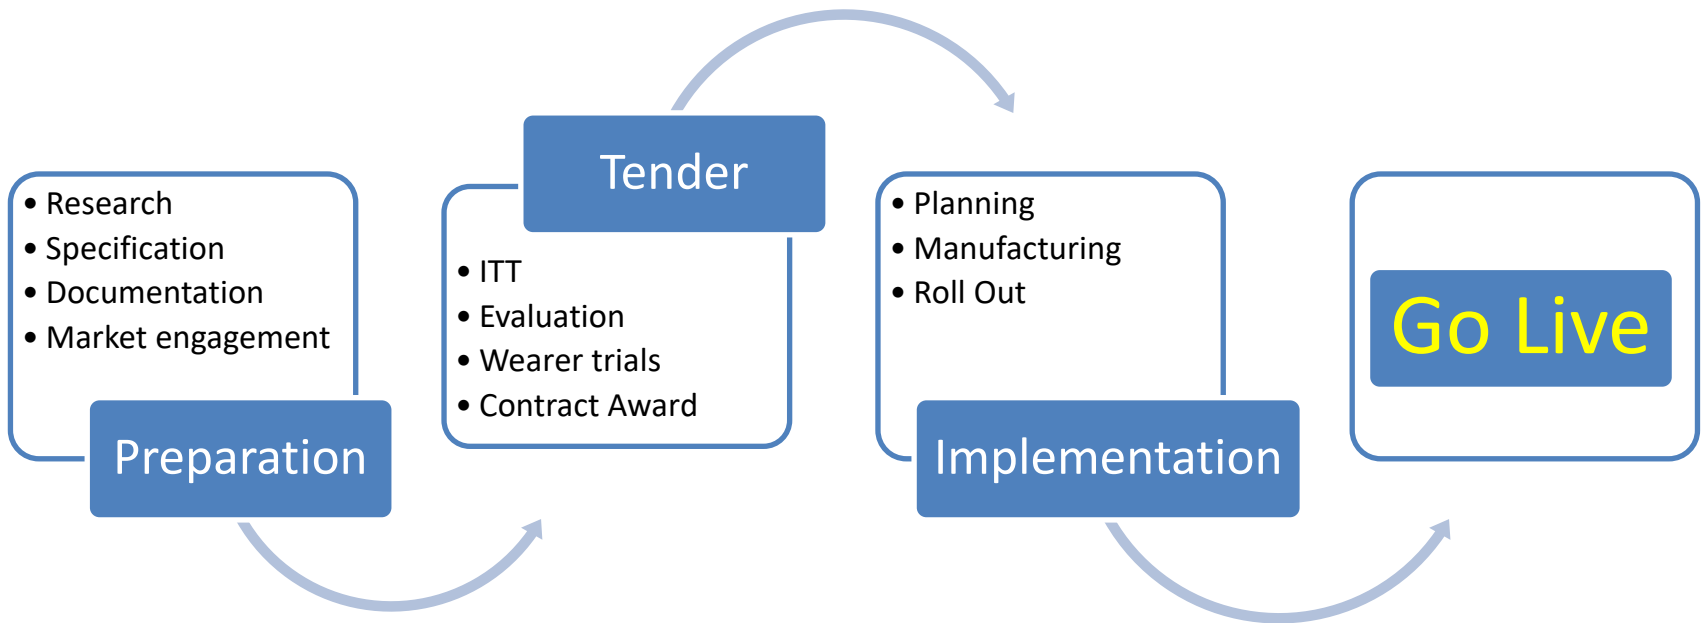 • Research
• Specification
• Documentation
• Market engagement
Preparation
Tender
• ITT
• Evaluation
• Wearer trials
• Contract Award
• Planning
• Manufacturing
• Roll Out
Implementation
Go Live